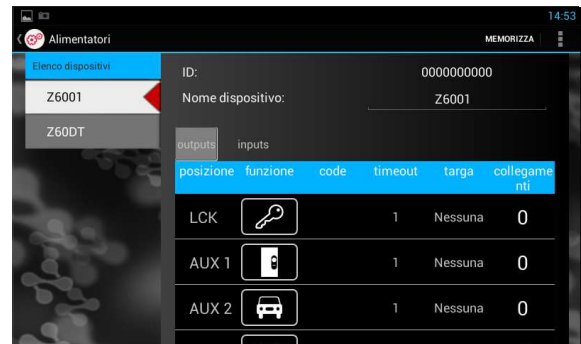 14:53
Alimentatori
MEMORIZZA
Elenco dispositivi
Z6001
Z60DT
ID: 0000000000
Nome dispositivo: Z6001
outputs inputs
posizione funzione code timeout targa collegame
nti
LCK 1 Nessuna 0
AUX 1 1 Nessuna 0
AUX 2 1 Nessuna 0